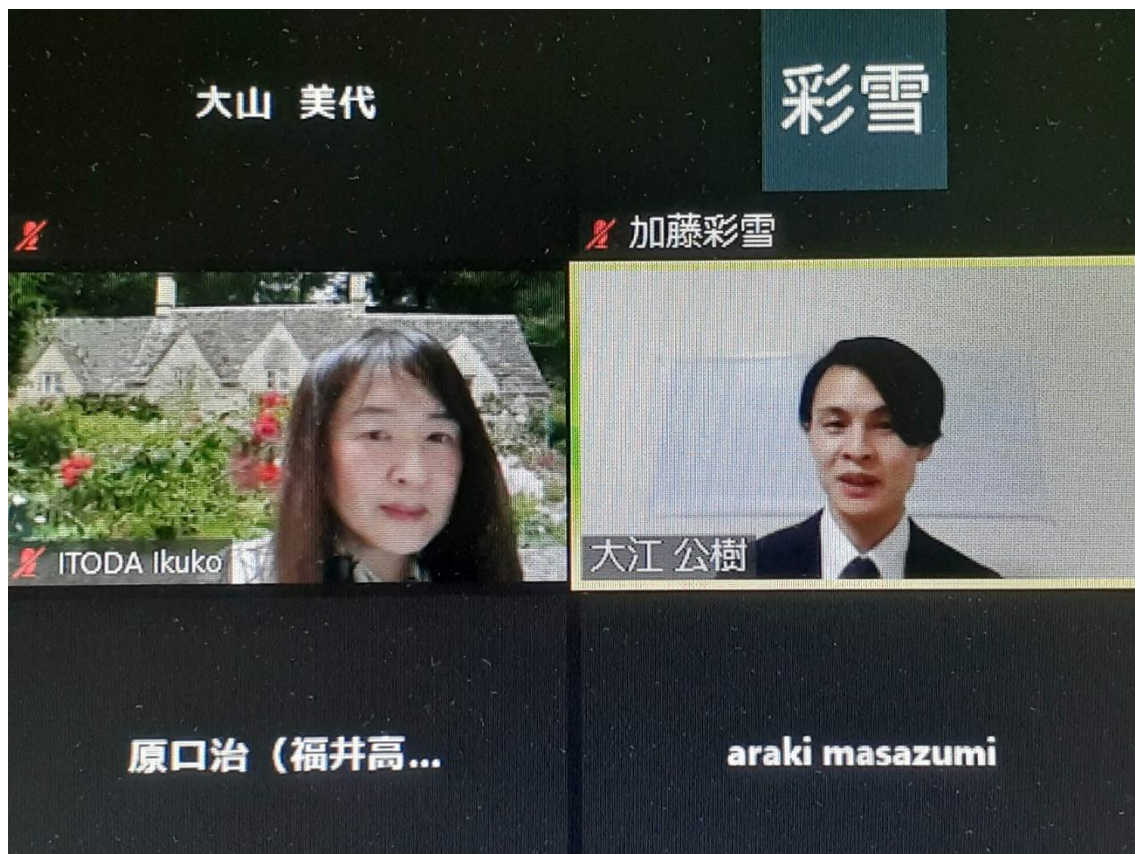 大山 美代
彩雪
加藤彩雪
ITODA Ikuko
大江 公樹
原口治（福井高...
araki masazumi